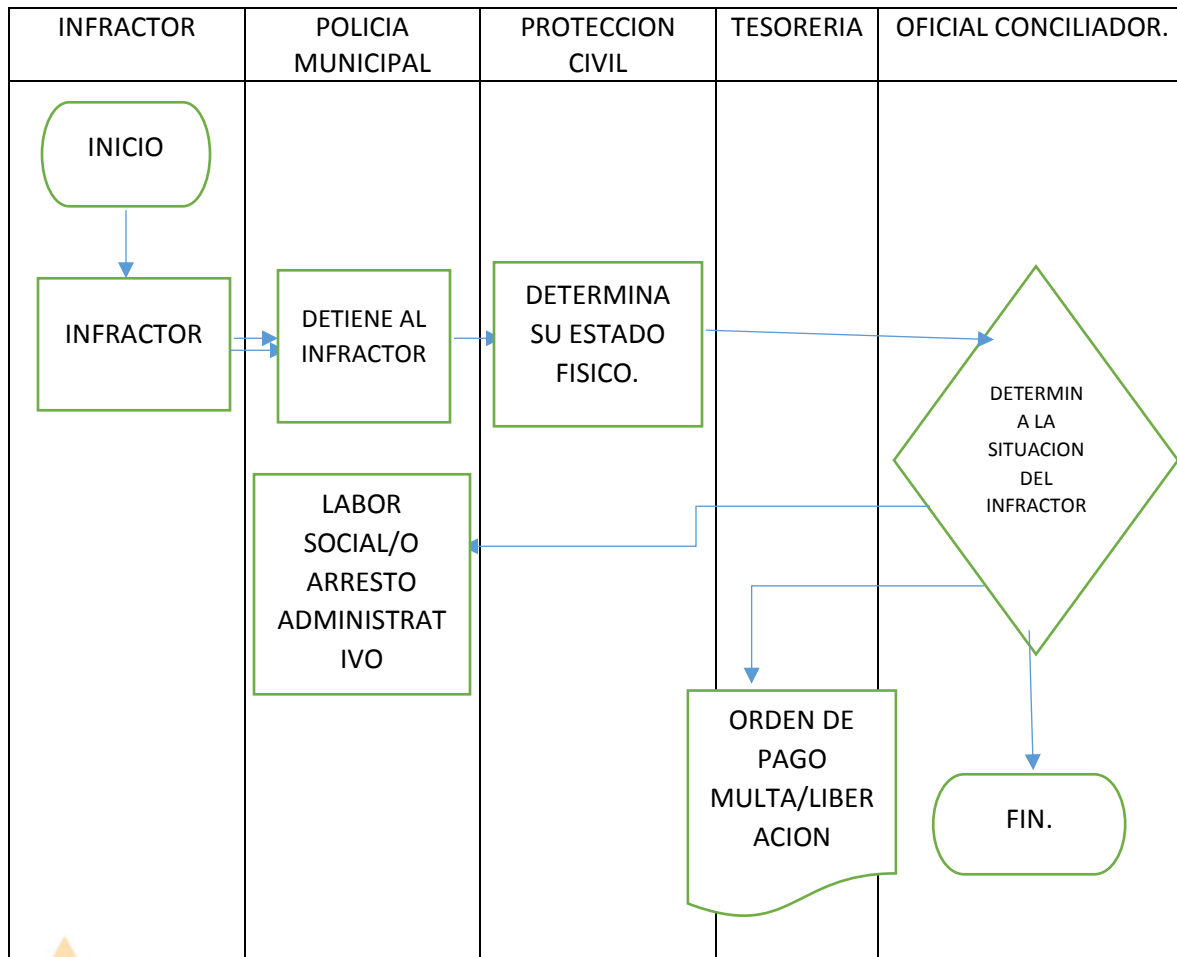 INFRACTOR
POLICIA
MUNICIPAL
PROTECCION
CIVIL
TESORERIA
OFICIAL CONCILIADOR.
INICIO
INFRACTOR
DETIENE AL
INFRACTOR
DETERMINA
SU ESTADO
FISICO.
DETERMIN
A LA
SITUACION
DEL
INFRACTOR
LABOR
SOCIAL/O
ARRESTO
ADMINISTRAT
IVO
ORDEN DE
PAGO
MULTA/LIBER
ACION
FIN.